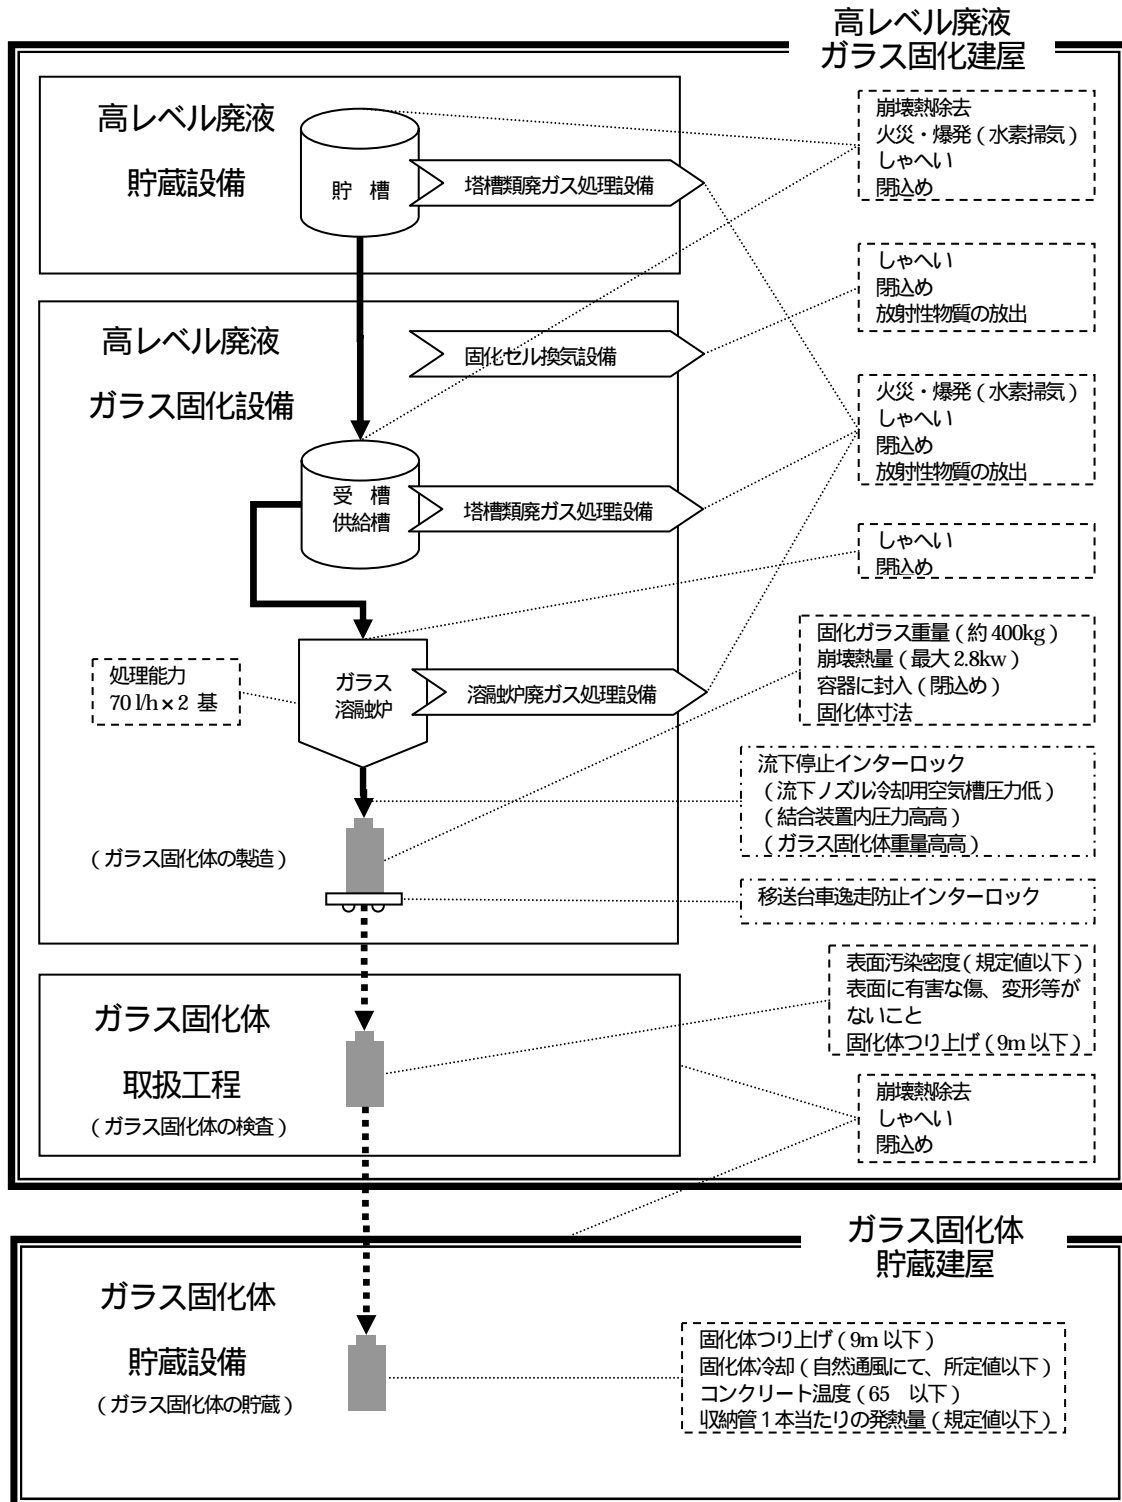 高レベル廃液
ガラス固化建屋
高レベル廃液
貯蔵設備
貯 槽
塔槽類廃ガス処理設備
崩壊熱除去
火災・爆発(水素掃気)
しゃへい
閉込め
しゃへい
閉込め
放射性物質の放出
高レベル廃液
ガラス固化設備
固化セル換気設備
火災・爆発(水素掃気)
しゃへい
閉込め
放射性物質の放出
受 槽
供給槽
塔槽類廃ガス処理設備
しゃへい
閉込め
処理能力
70 l/h×2 基
ガラス
溶融炉
溶融炉廃ガス処理設備
固化ガラス重量(約400kg)
崩壊熱量(最大2.8kw)
容器に封入(閉込め)
固化体寸法
流下停止インターロック
(流下ノズル冷却用空気槽圧力低)
(結合装置内圧力高高)
(ガラス固化体重量高高)
(ガラス固化体の製造)
移送台車逸走防止インターロック
ガラス固化体
取扱工程
(ガラス固化体の検査)
表面汚染密度(規定値以下)
表面に有害な傷、変形等が
ないこと
固化体つり上げ(9m以下)
崩壊熱除去
しゃへい
閉込め
ガラス固化体
貯蔵建屋
ガラス固化体
貯蔵設備
(ガラス固化体の貯蔵)
固化体つり上げ(9m以下)
固化体冷却(自然通風にて、所定値以下)
コンクリート温度(65 以下)
収納管1本当たりの発熱量(規定値以下)